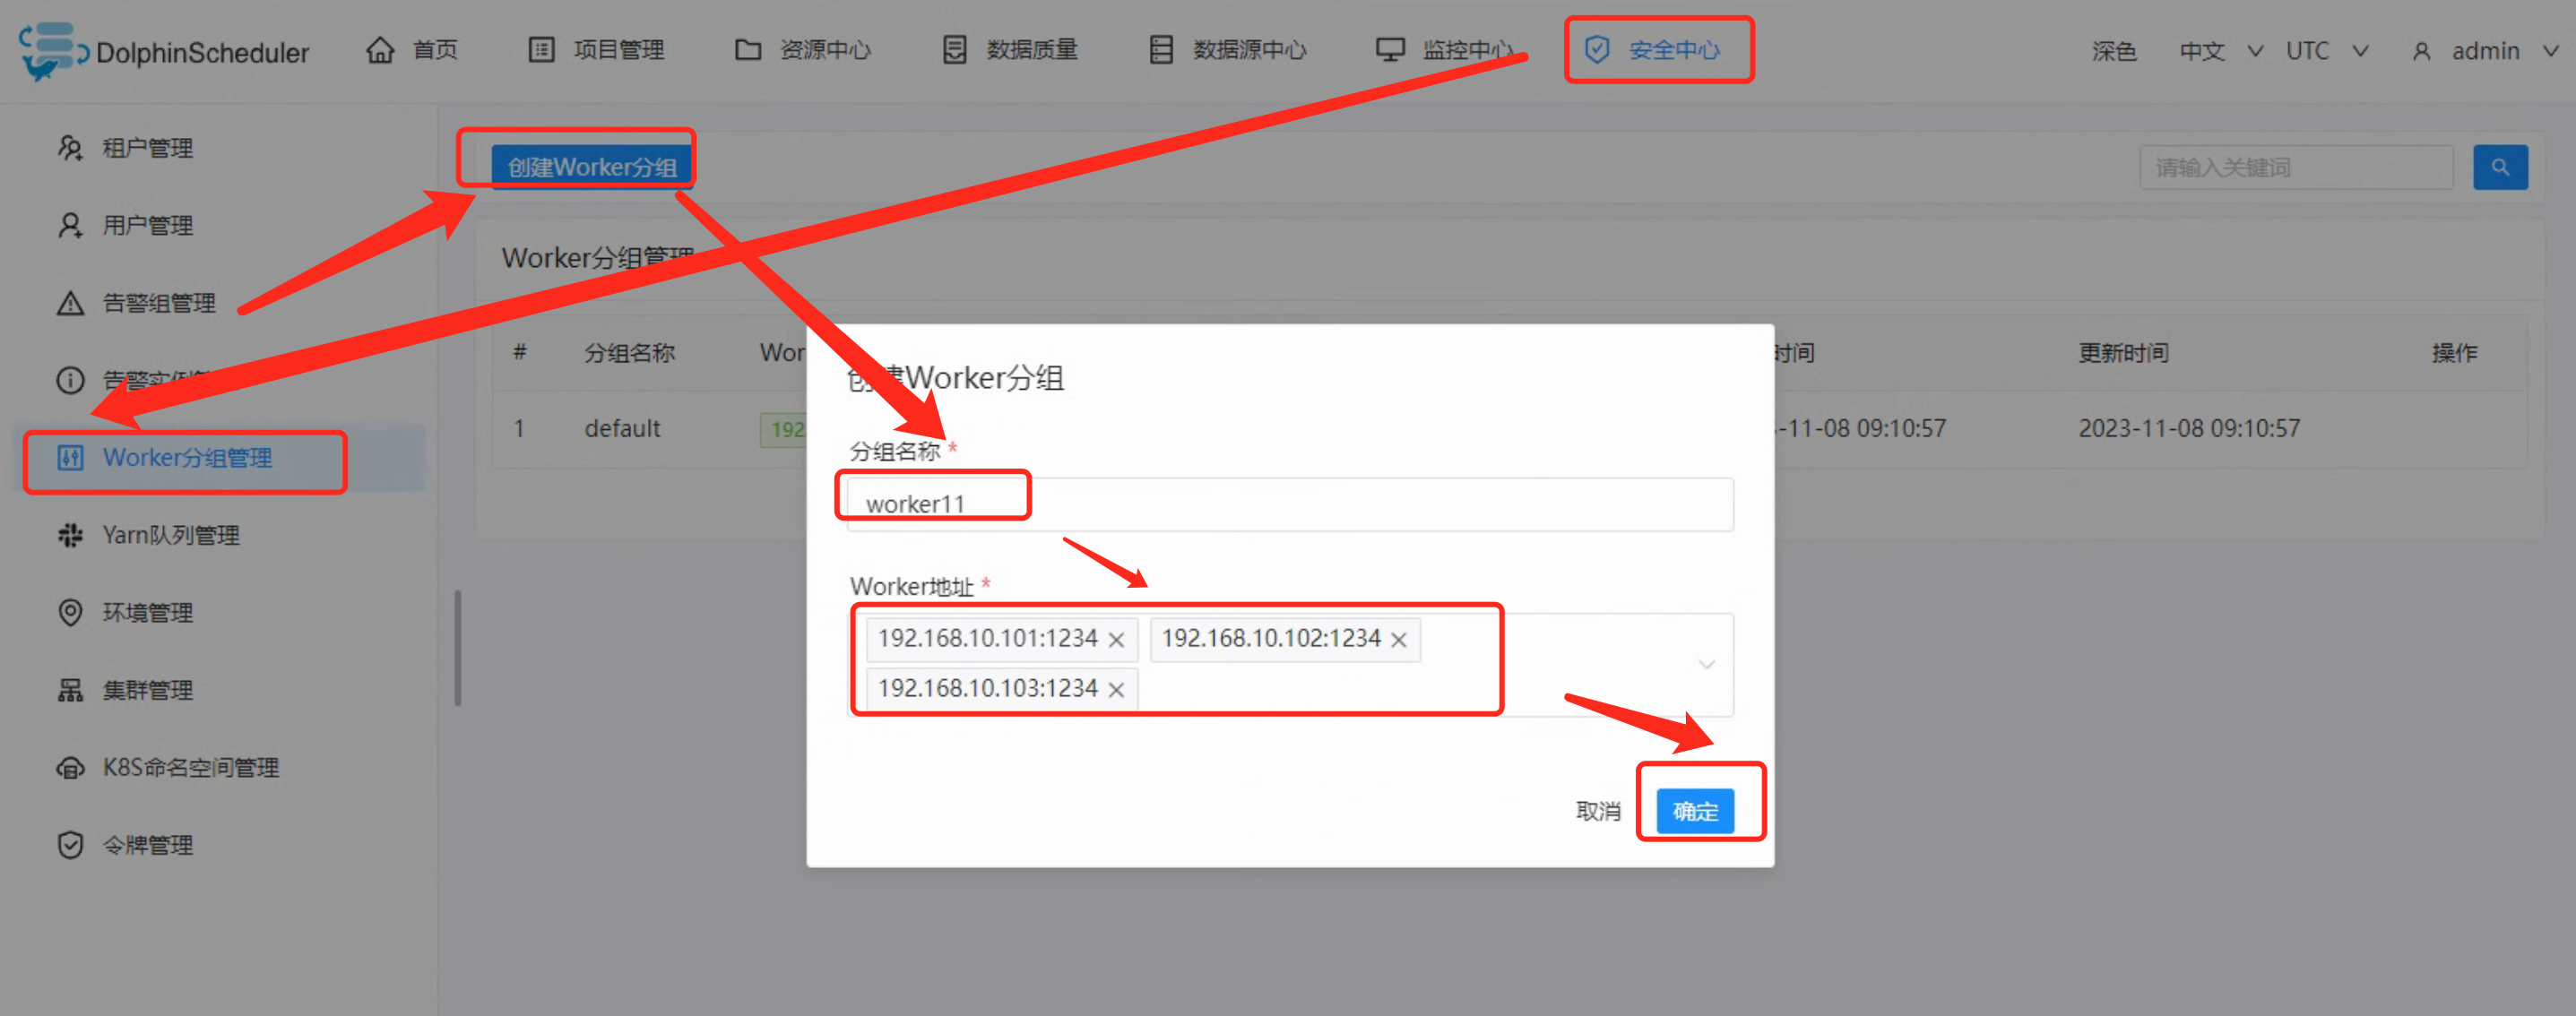 DolphinScheduler 首页 项目管理 资源中心 数据质量 数据源中心 监控中心 安全中心 深色 中文 UTC admin
租户管理
用户管理
告警组管理
Worker分组管理
Yarn队列管理
环境管理
集群管理
K8S命名空间管理
令牌管理
创建Worker分组 请输入关键词
Worker分组管理
# 分组名称 Wor 时间 更新时间 操作
1 default 192 -11-08 09:10:57 2023-11-08 09:10:57
创建Worker分组
分组名称 *
worker11
Worker地址 *
192.168.10.101:1234 192.168.10.102:1234
192.168.10.103:1234
取消 确定